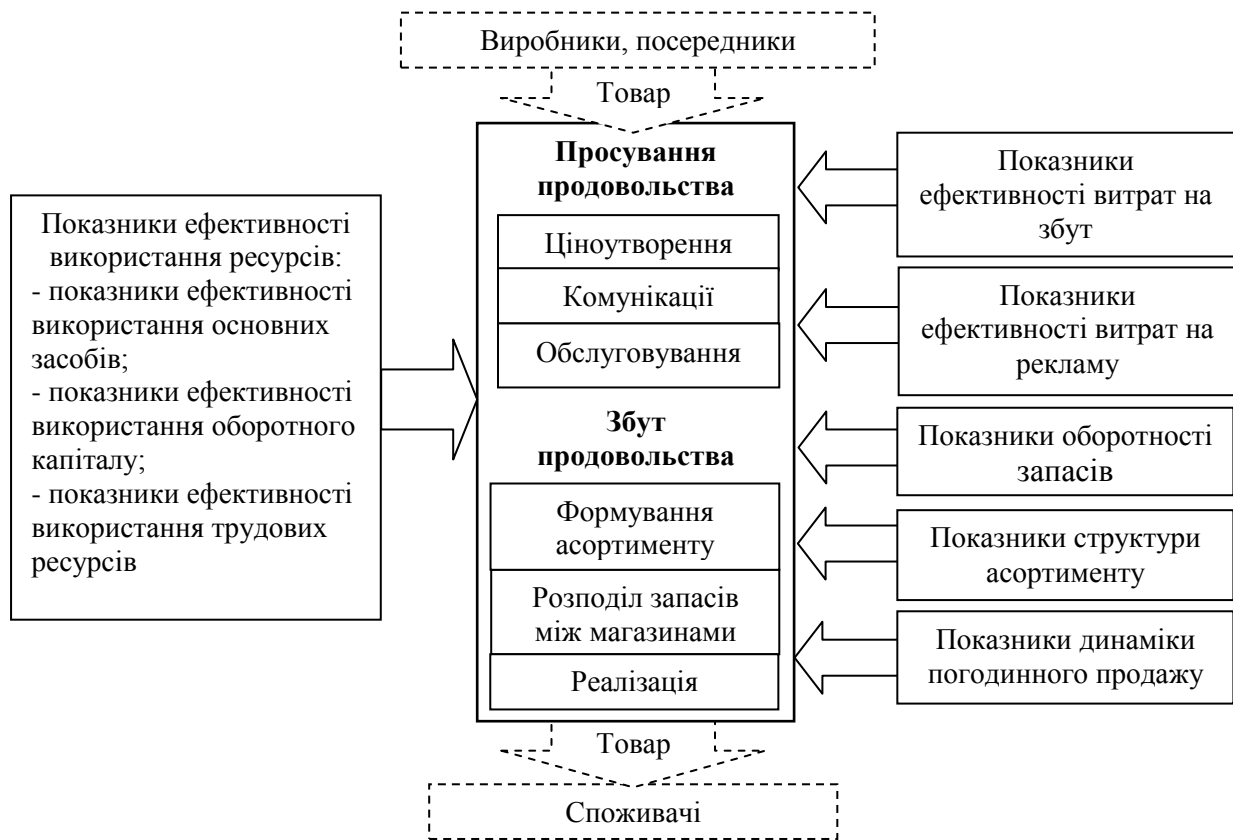 Виробники, посередники
Товар
Просування
продовольства
Ціноутворення
Комунікації
Обслуговування
Збут
продовольства
Формування
асортименту
Розподіл запасів
між магазинами
Реалізація
Товар
Споживачі
Показники ефективності
використання ресурсів:
- показники ефективності
використання основних
засобів;
- показники ефективності
використання оборотного
капіталу;
- показники ефективності
використання трудових
ресурсів
Показники
ефективності витрат на
збут
Показники
ефективності витрат на
рекламу
Показники оборотності
запасів
Показники структури
асортименту
Показники динаміки
погодинного продажу